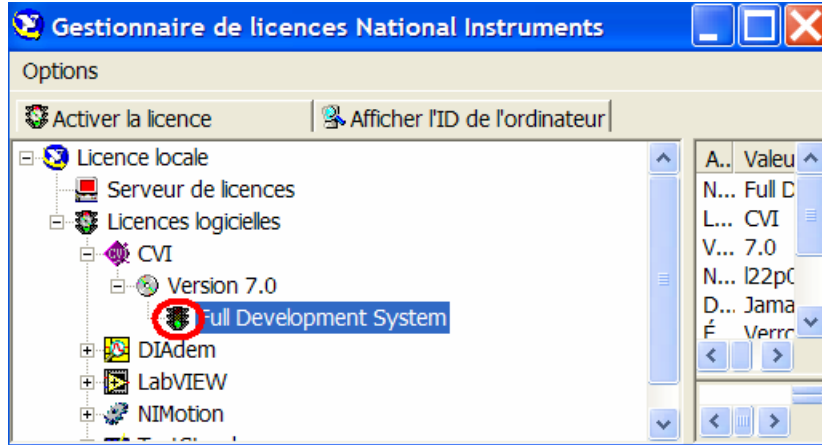 Gestionnaire de licences National Instruments
Options
Activer la licence Afficher l'ID de l'ordinateur
Licence locale
Serveur de licences
Licences logicielles
CVI
Version 7.0
Full Development System
DIAdem
LabVIEW
NIMotion
A.. Valeu
N... Full D
L... CVI
V... 7.0
N...
D... Jama
É Verro